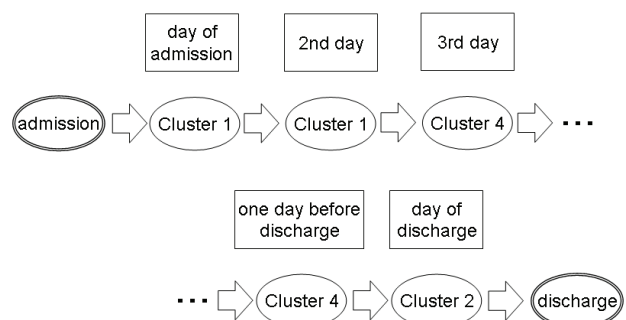 day of
admission
2nd day
3rd day
admission
Cluster 1
Cluster 1
Cluster 4
...
one day before
discharge
day of
discharge
...
Cluster 4
Cluster 2
discharge